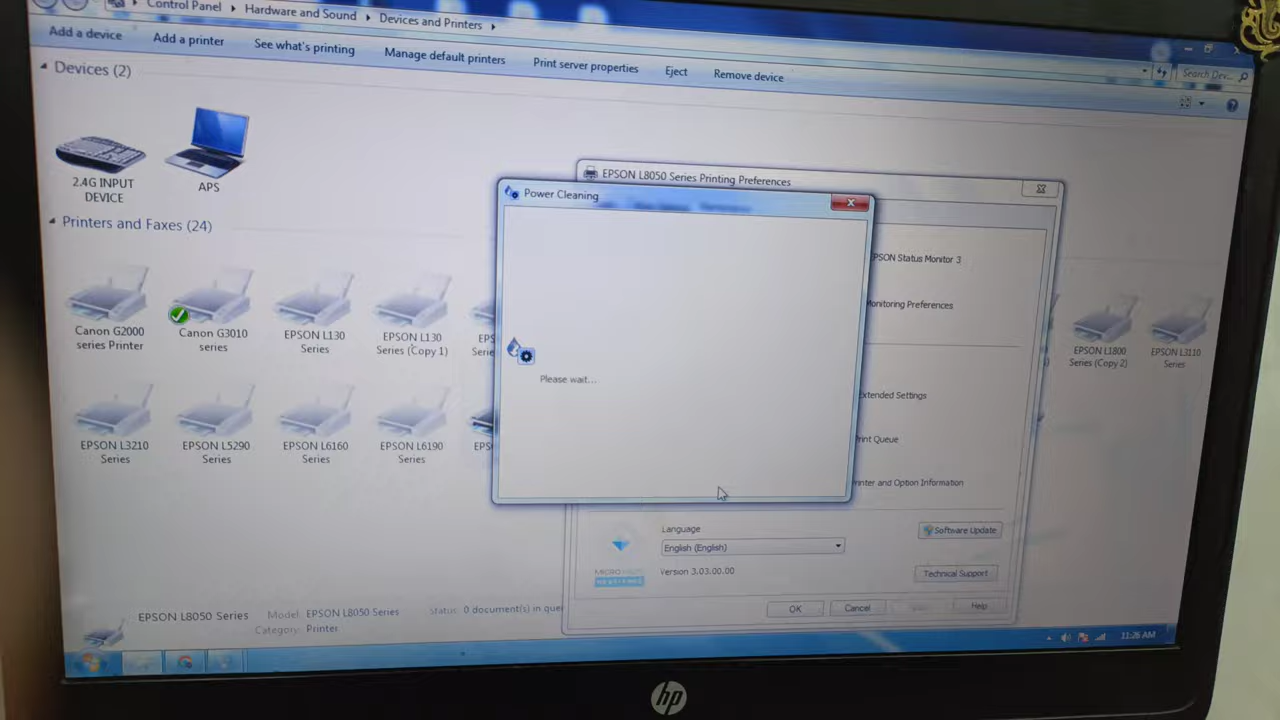 Control Panel
Hardware and Sound
Devices and Printers
Add a device
Add a printer
See what's printing
Manage default printers
Print server properties
Eject
Remove device
Search Dev...
Devices (2)
2.4G INPUT
DEVICE
APS
Printers and Faxes (24)
Canon G2000
series Printer
Canon G3010
series
EPSON L130
Series
EPSON L130
Series (Copy 1)
EPS
Serie
EPSON L1800
Series (Copy 2)
EPSON L3110
Series
EPSON L3210
Series
EPSON L5290
Series
EPSON L6160
Series
EPSON L6190
Series
EPS
EPSON L8050 Series Printing Preferences
Power Cleaning
Please wait...
EPSON Status Monitor 3
Monitoring Preferences
Extended Settings
Print Queue
Printer and Option Information
Language
English (English)
Version 3.03.00.00
Software Update
Technical Support
OK
Cancel
Help
EPSON L8050 Series
Model: EPSON L8050 Series
Category: Printer
Status: 0 document(s) in queu
11:26 AM
hp